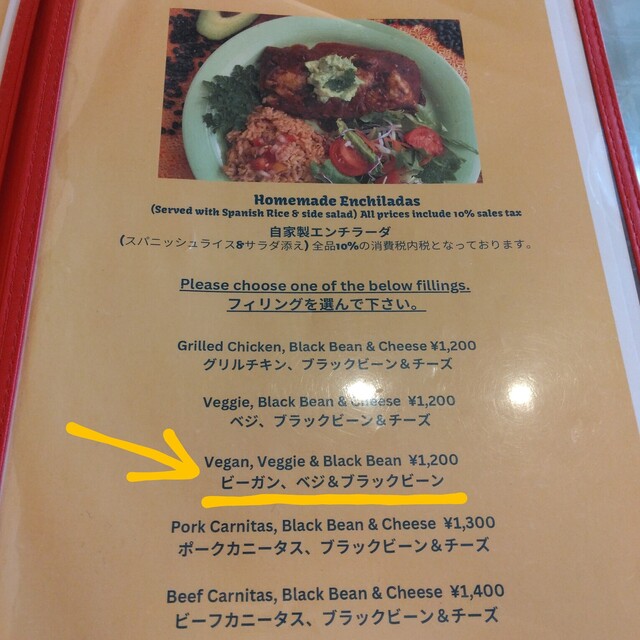 Homemade Enchiladas
(Served with Spanish Rice & side salad) All prices include 10% sales tax
自家製エンチラーダ
(スパニッシュライス&サラダ添え) 全品10%の消費税内税となっております。
Please choose one of the below fillings.
フィリングを選んで下さい。
Grilled Chicken, Black Bean & Cheese ¥1,200
グリルチキン、ブラックビーン＆チーズ
Veggie, Black Bean & Cheese ¥1,200
ベジ、ブラックビーン＆チーズ
Vegan, Veggie & Black Bean ¥1,200
ビーガン、ベジ＆ブラックビーン
Pork Carnitas, Black Bean & Cheese ¥1,300
ポークカニータス、ブラックビーン＆チーズ
Beef Carnitas, Black Bean & Cheese ¥1,400
ビーフカニータス、ブラックビーン＆チーズ